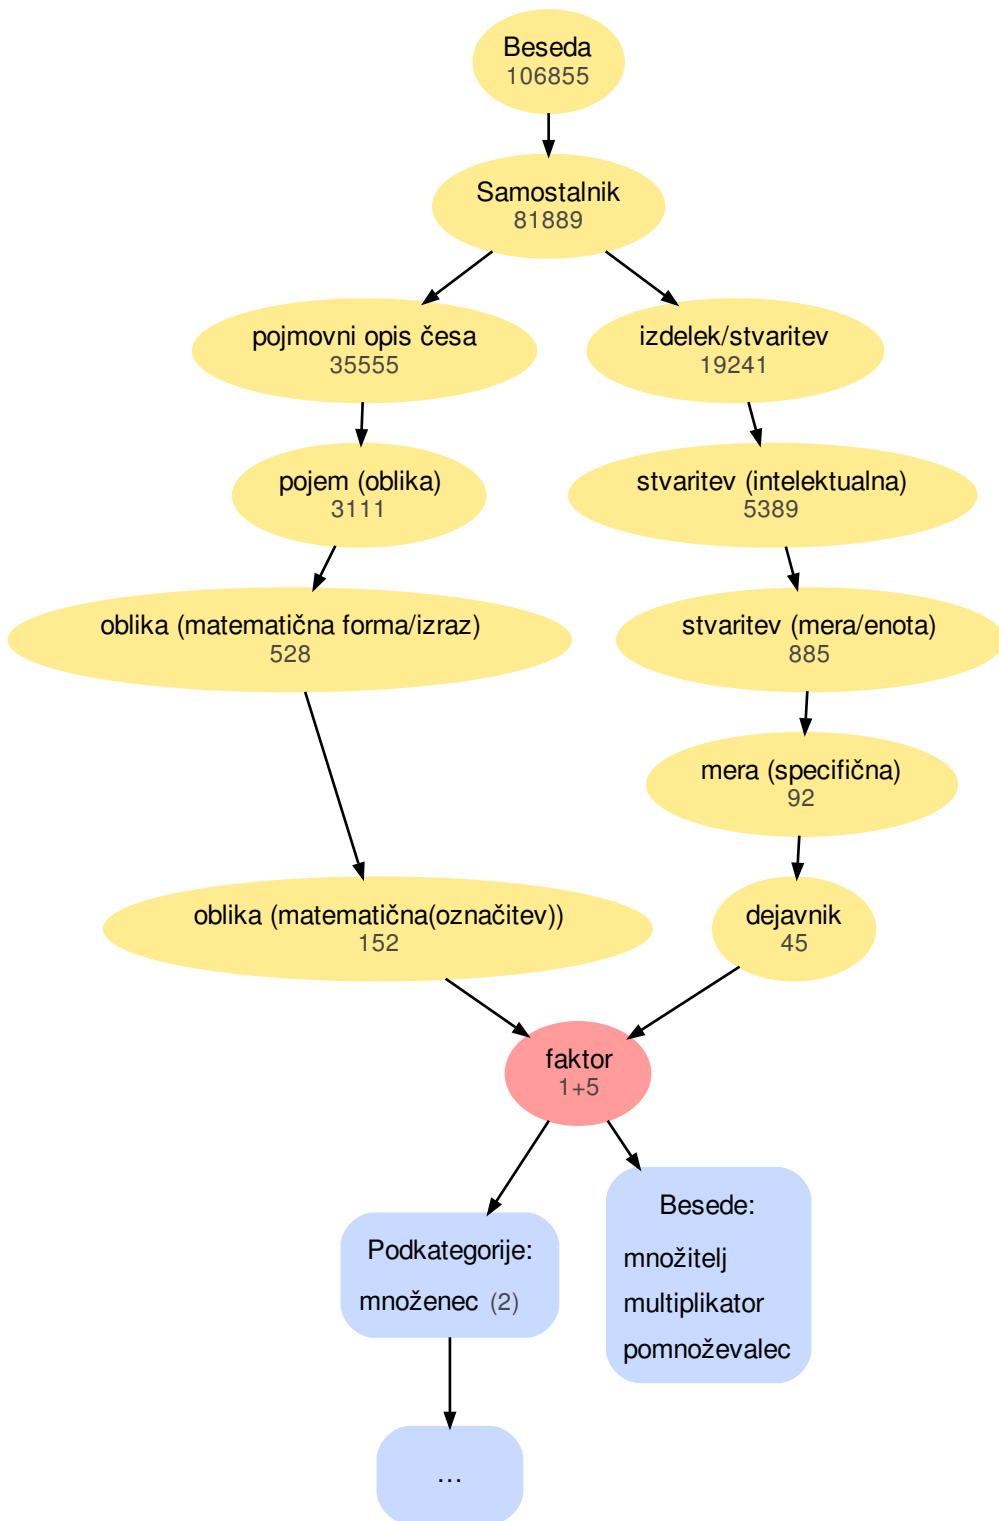 Beseda
106855
Samostalnik
81889
pojmovni opis česa
35555
izdelek/stvaritev
19241
pojem (oblika)
3111
stvaritev (intelektualna)
5389
oblika (matematična forma/izraz)
528
stvaritev (mera/enota)
885
mera (specifična)
92
oblika (matematična(označitev))
152
dejavnik
45
faktor
1+5
Podkategorije:
množenec (2)
Besede:
množitelj
multiplikator
pomnoževalec
...